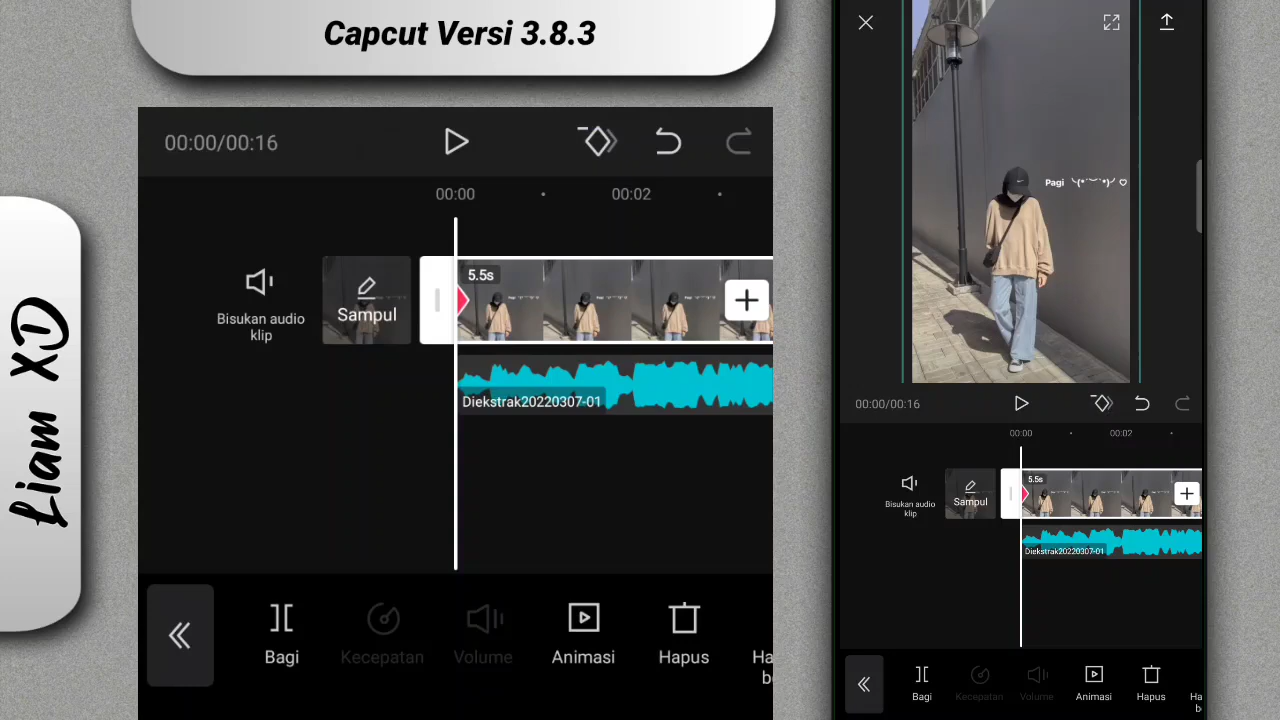 Capcut Versi 3.8.3
Liam XD
00:00/00:16
00:00
00:02
Bisukan audio
klip
Sampul
5.5s
Diekstrak20220307-01
Bagi
Kecepatan
Volume
Animasi
Hapus
Ha
b
Pagi ╰(*´︶`*)╯♡
00:00/00:16
00:00
00:02
Bisukan audio
klip
Sampul
5.5s
Diekstrak20220307-01
Bagi
Kecepatan
Volume
Animasi
Hapus
Ha
b